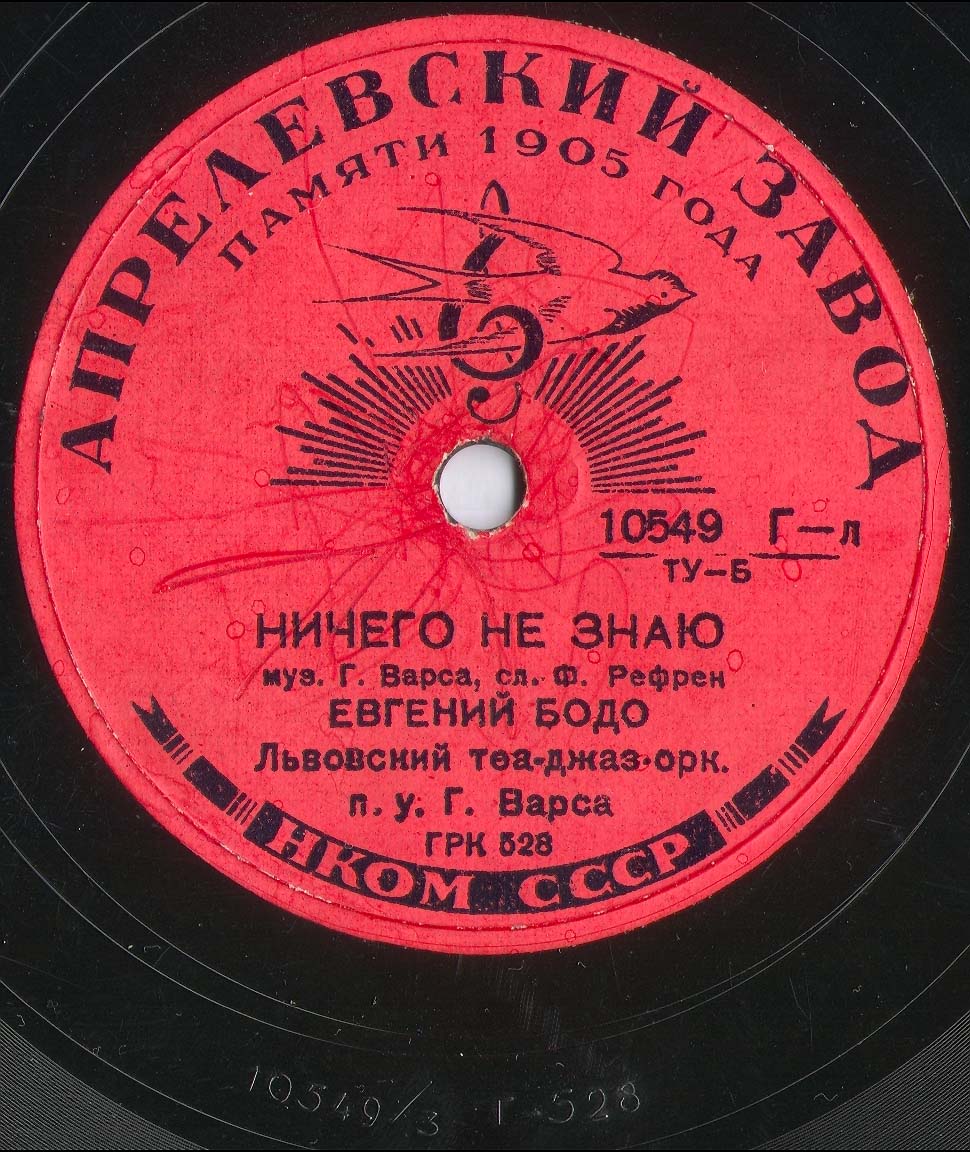 АПРЕЛЕВСКИЙ ЗАВОД
ПАМЯТИ 1905 ГОДА
10549 Г—л
ТУ—Б
НИЧЕГО НЕ ЗНАЮ
муз. Г. Варса, сл. Ф. Рефрен
ЕВГЕНИЙ БОДО
Львовский теа-джаз-орк.
п. у. Г. Варса
ГРК 528
НКОМ СССР
10549/3 Г-528